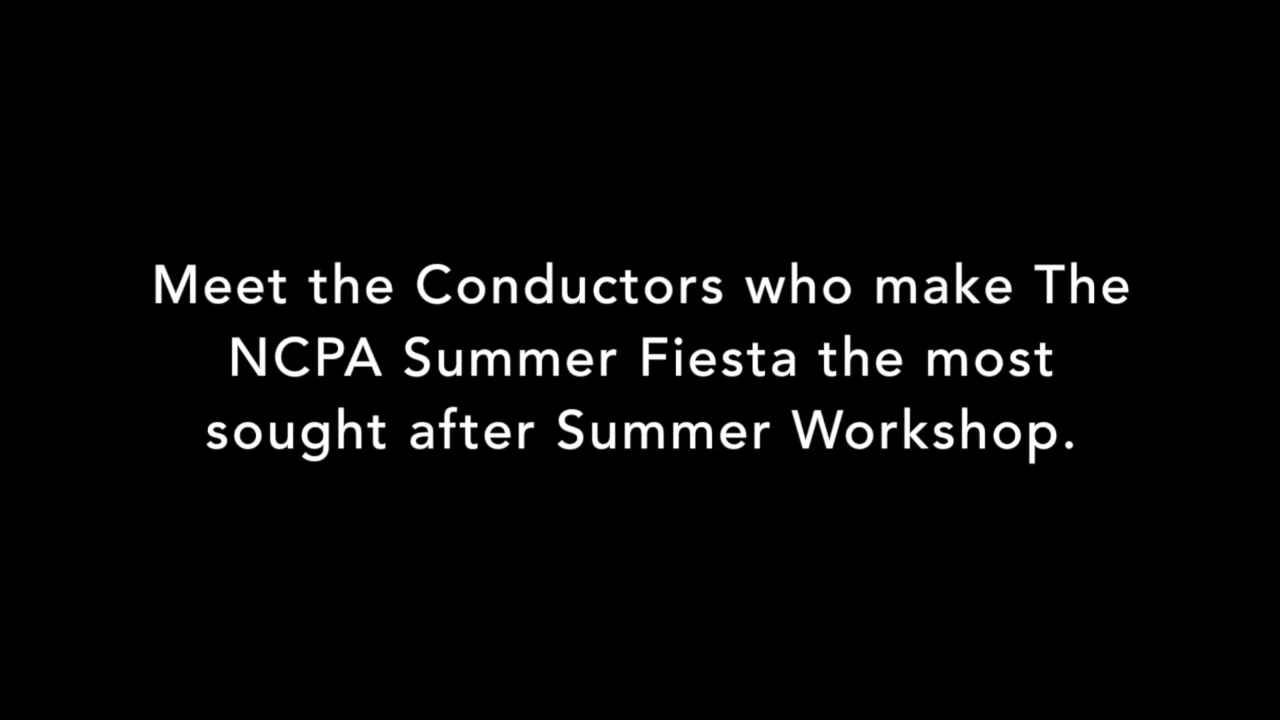 Meet the Conductors who make The
NCPA Summer Fiesta the most
sought after Summer Workshop.